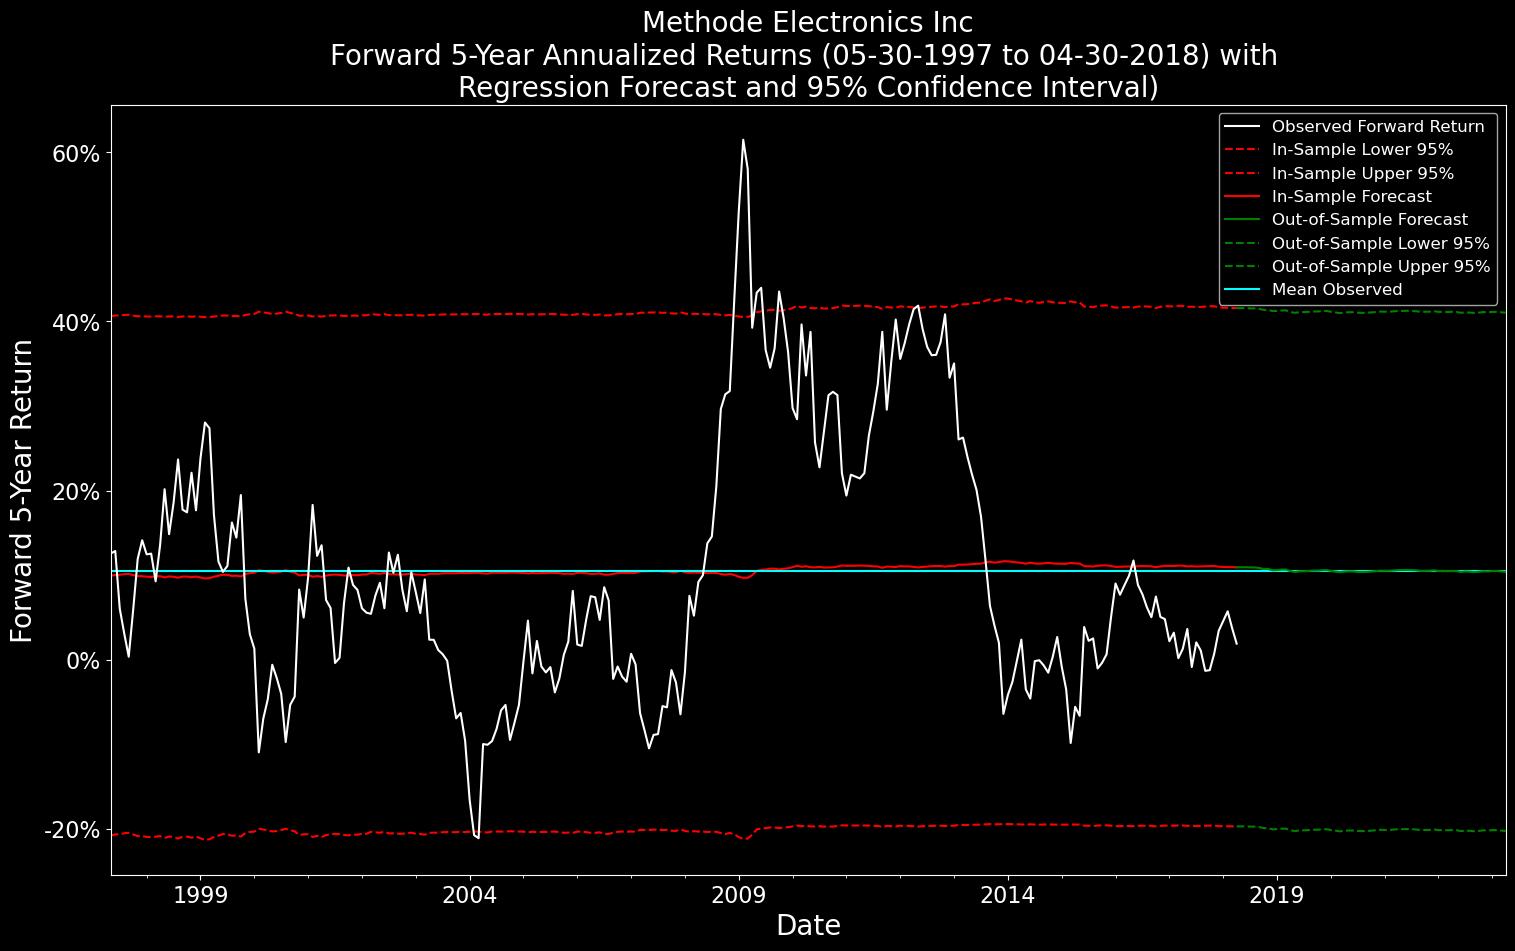 Methode Electronics Inc
Forward 5-Year Annualized Returns (05-30-1997 to 04-30-2018) with
Regression Forecast and 95% Confidence Interval)
Observed Forward Return
In-Sample Lower 95%
In-Sample Upper 95%
In-Sample Forecast
Out-of-Sample Forecast
Out-of-Sample Lower 95%
Out-of-Sample Upper 95%
Mean Observed
Forward 5-Year Return
60%
40%
20%
0%
-20%
1999 2004 2009 2014 2019
Date